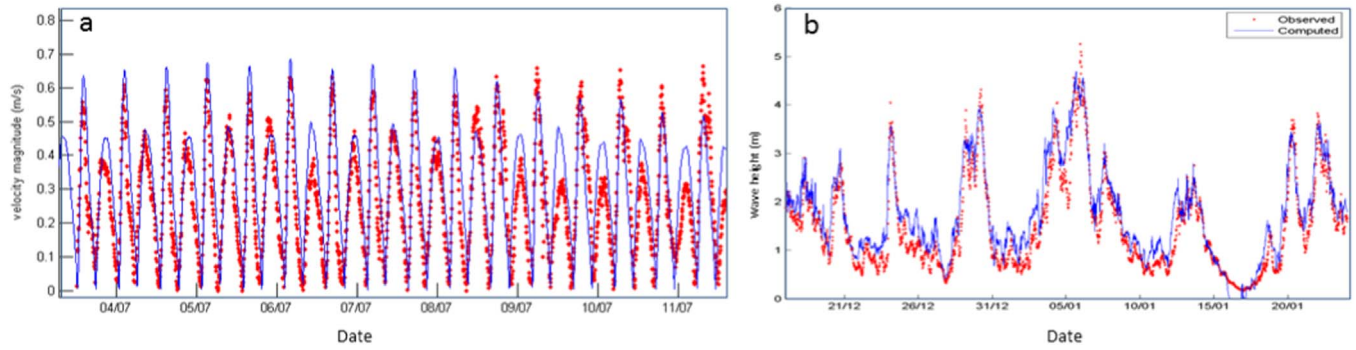 a
velocity magnitude (m/s)
0.8
0.7
0.6
0.5
0.4
0.3
0.2
0.1
0
04/07 05/07 06/07 07/07 08/07 09/07 10/07 11/07
Date
b
Observed
Computed
Wave height (m)
6
5
4
3
2
1
0
21/12 26/12 31/12 05/01 10/01 15/01 20/01
Date